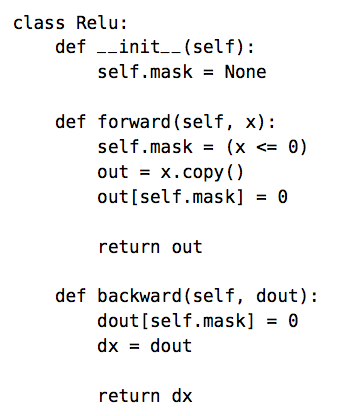 class Relu:
    def __init__(self):
        self.mask = None

    def forward(self, x):
        self.mask = (x <= 0)
        out = x.copy()
        out[self.mask] = 0

        return out

    def backward(self, dout):
        dout[self.mask] = 0
        dx = dout

        return dx